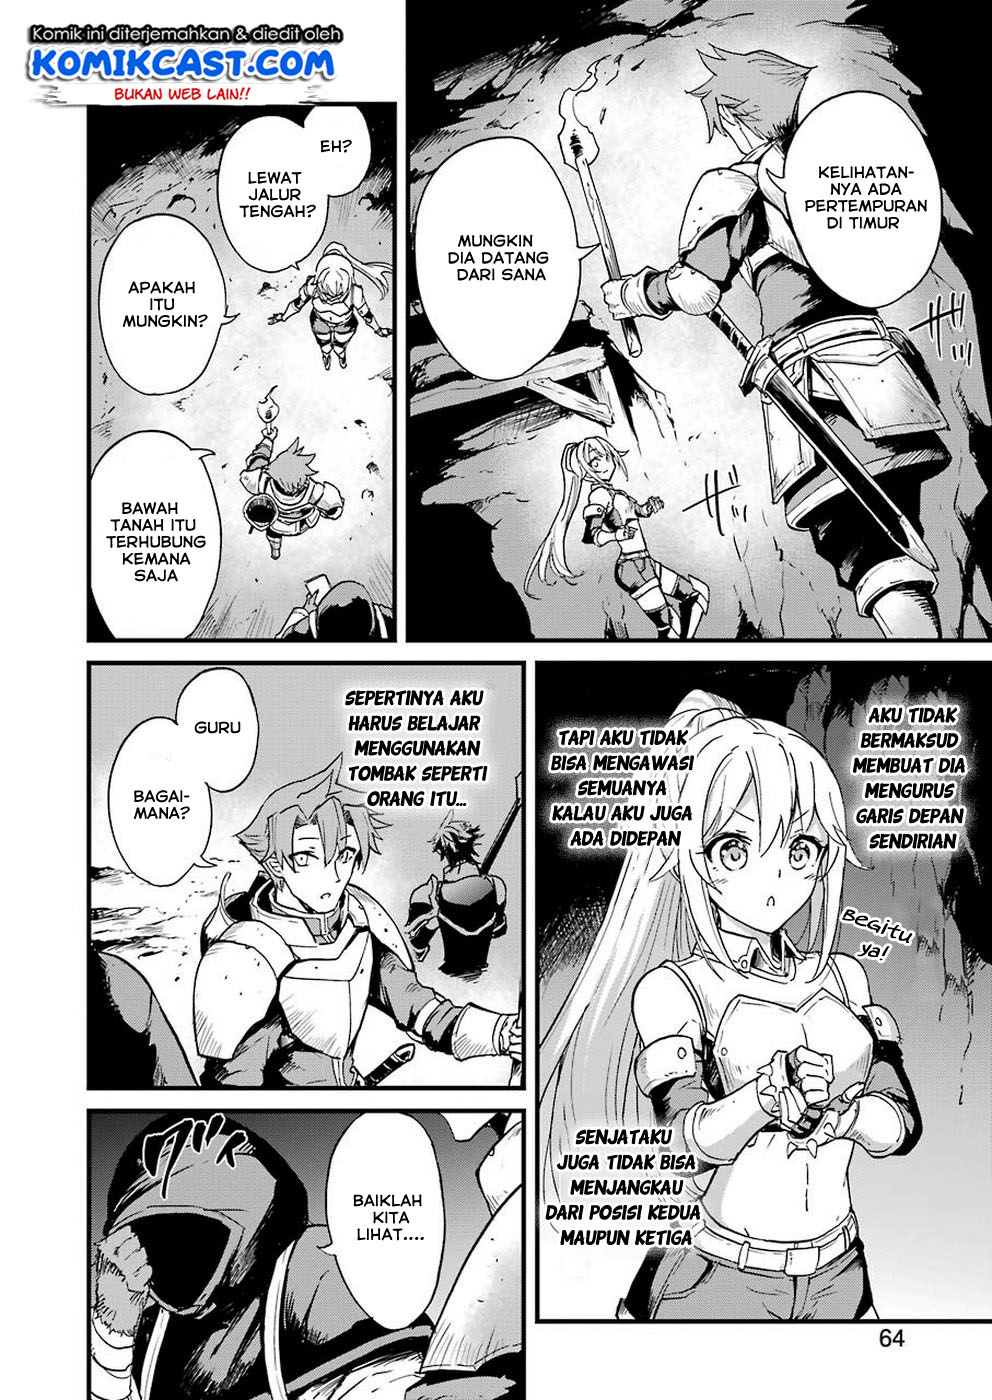 Komik ini diterjemahkan & diedit oleh
KOMIKCAST.COM
BUKAN WEB LAIN!!
KELIHATAN-
NYA ADA
PERTEMPURAN
DI TIMUR
MUNGKIN
DIA DATANG
DARI SANA
EH?
LEWAT
JALUR
TENGAH?
APAKAH
ITU
MUNGKIN?
BAWAH
TANAH ITU
TERHUBUNG
KEMANA
SAJA
AKU TIDAK
BERMAKSUD
MEMBUAT DIA
MENGURUS
GARIS DEPAN
SENDIRIAN
TAPI AKU TIDAK
BISA MENGAWASI
SEMUANYA
KALAU AKU JUGA
ADA DIDEPAN
BEGITU
YA!
SENJATAKU
JUGA TIDAK BISA
MENJANGKAU
DARI POSISI KEDUA
MAUPUN KETIGA
SEPERTINYA AKU
HARUS BELAJAR
MENGGUNAKAN
TOMBAK SEPERTI
ORANG ITU...
GURU
BAGAI-
MANA?
BAIKLAH
KITA
LIHAT....
64